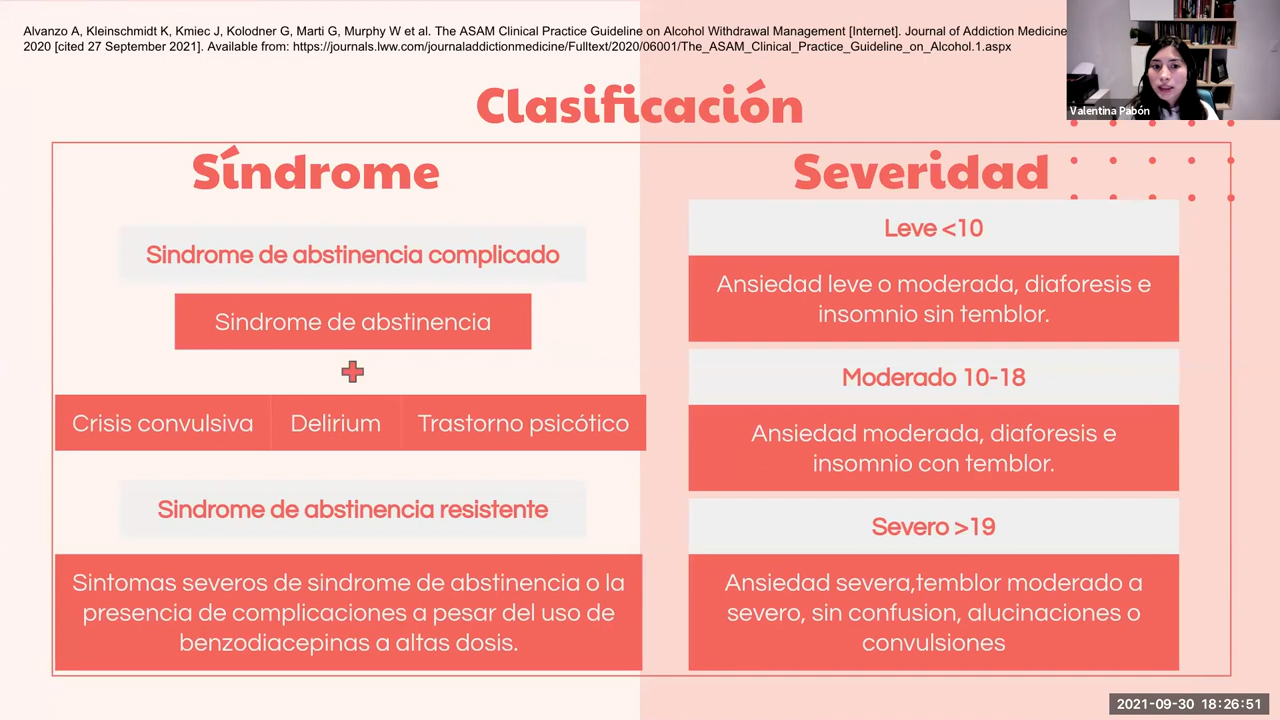 Alvanzo A, Kleinschmidt K, Kmiec J, Kolodner G, Marti G, Murphy W et al. The ASAM Clinical Practice Guideline on Alcohol Withdrawal Management [Internet]. Journal of Addiction Medicine
2020 [cited 27 September 2021]. Available from: https://journals.lww.com/journaladdictionmedicine/Fulltext/2020/06001/The_ASAM_Clinical_Practice_Guideline_on_Alcohol.1.aspx
Valentina Pabón
Clasificación
Síndrome
Sindrome de abstinencia complicado
Sindrome de abstinencia
Crisis convulsiva Delirium Trastorno psicótico
Sindrome de abstinencia resistente
Sintomas severos de sindrome de abstinencia o la
presencia de complicaciones a pesar del uso de
benzodiacepinas a altas dosis.
Severidad
Leve <10
Ansiedad leve o moderada, diaforesis e
insomnio sin temblor.
Moderado 10-18
Ansiedad moderada, diaforesis e
insomnio con temblor.
Severo >19
Ansiedad severa,temblor moderado a
severo, sin confusion, alucinaciones o
convulsiones
2021-09-30 18:26:51